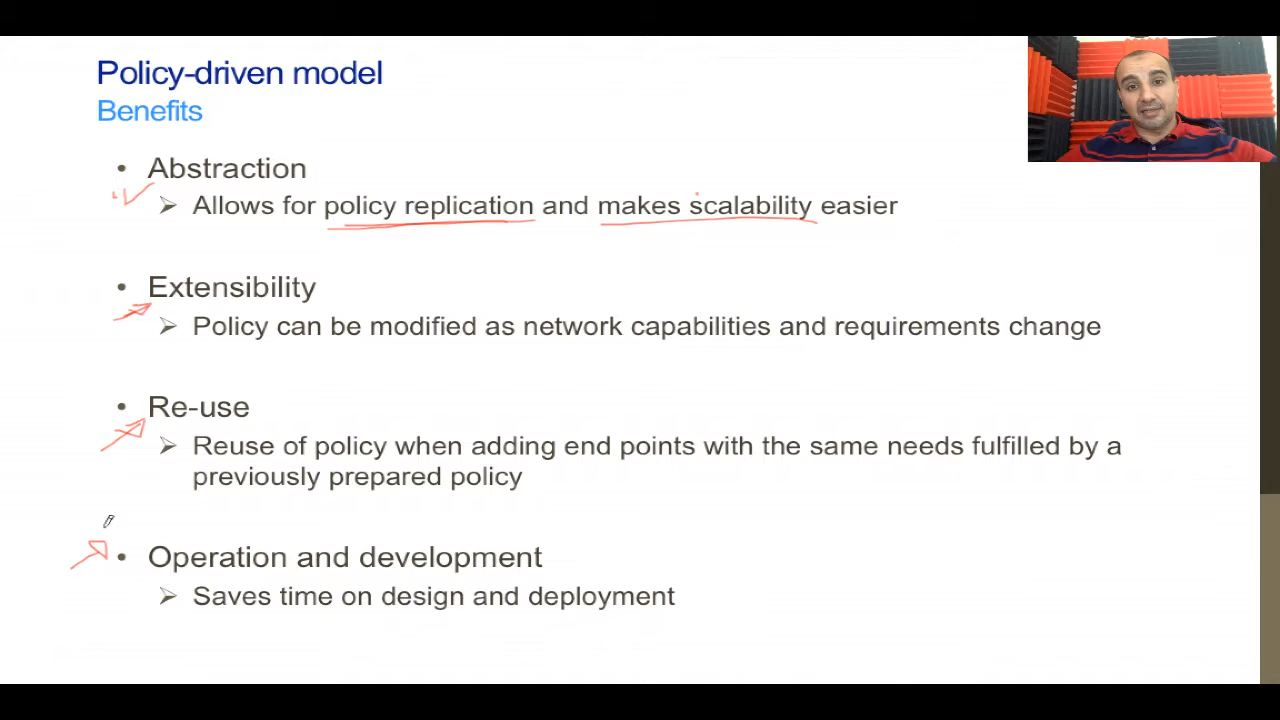 Policy-driven model
Benefits
• Abstraction
➢ Allows for policy replication and makes scalability easier
• Extensibility
➢ Policy can be modified as network capabilities and requirements change
• Re-use
➢ Reuse of policy when adding end points with the same needs fulfilled by a
previously prepared policy
• Operation and development
➢ Saves time on design and deployment